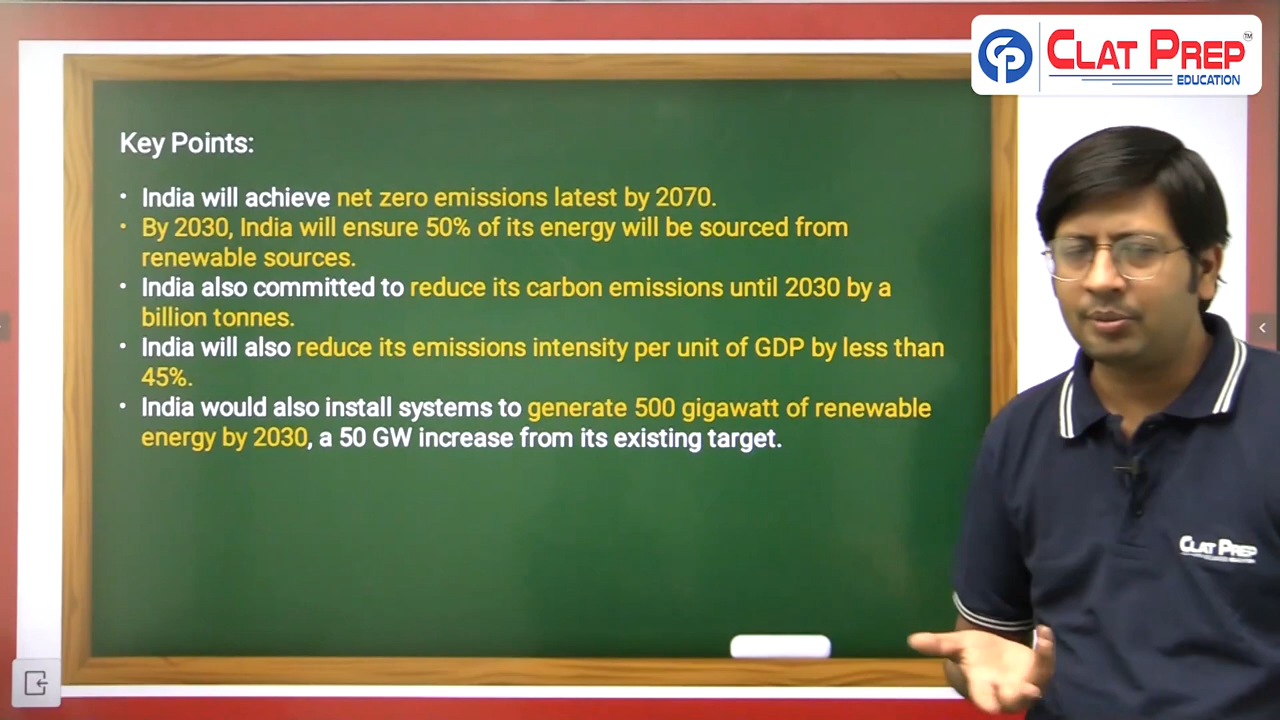 CLAT PREP
TM
EDUCATION
Key Points:
• India will achieve net zero emissions latest by 2070.
• By 2030, India will ensure 50% of its energy will be sourced from
renewable sources.
• India also committed to reduce its carbon emissions until 2030 by a
billion tonnes.
• India will also reduce its emissions intensity per unit of GDP by less than
45%.
• India would also install systems to generate 500 gigawatt of renewable
energy by 2030, a 50 GW increase from its existing target.
CLAT PREP